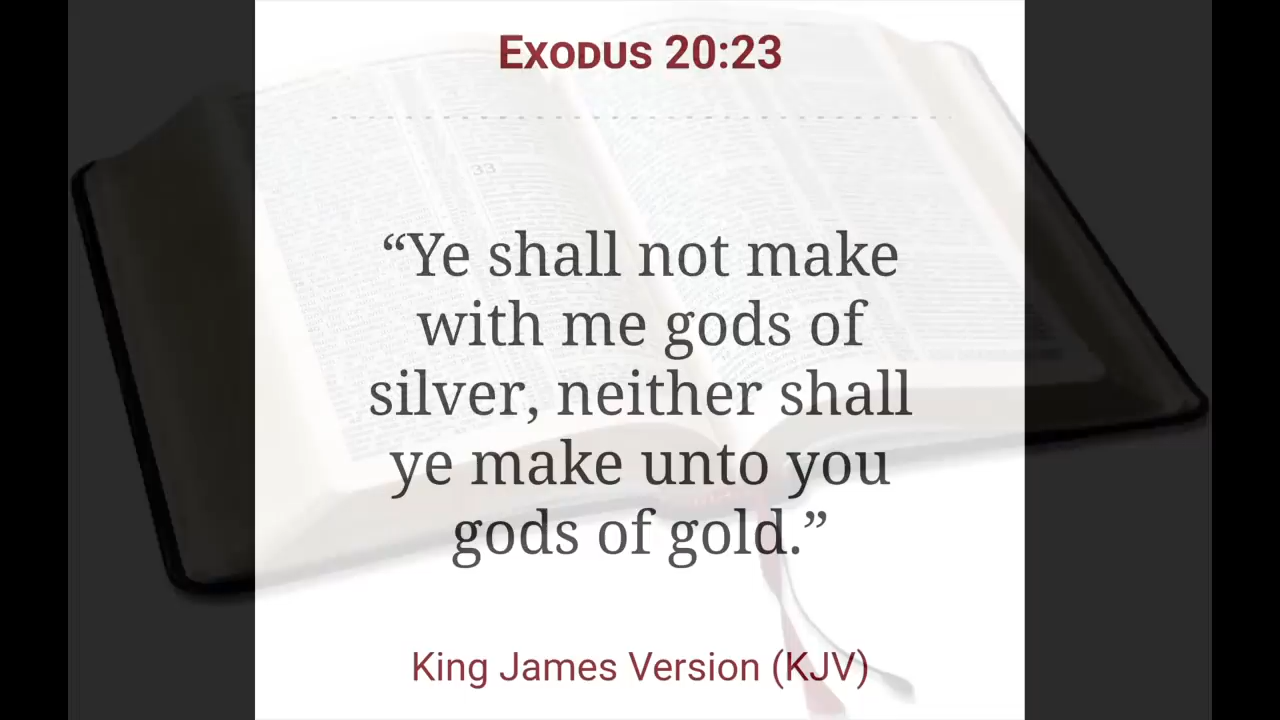 Exodus 20:23
33
“Ye shall not make
with me gods of
silver, neither shall
ye make unto you
gods of gold.”
King James Version (KJV)